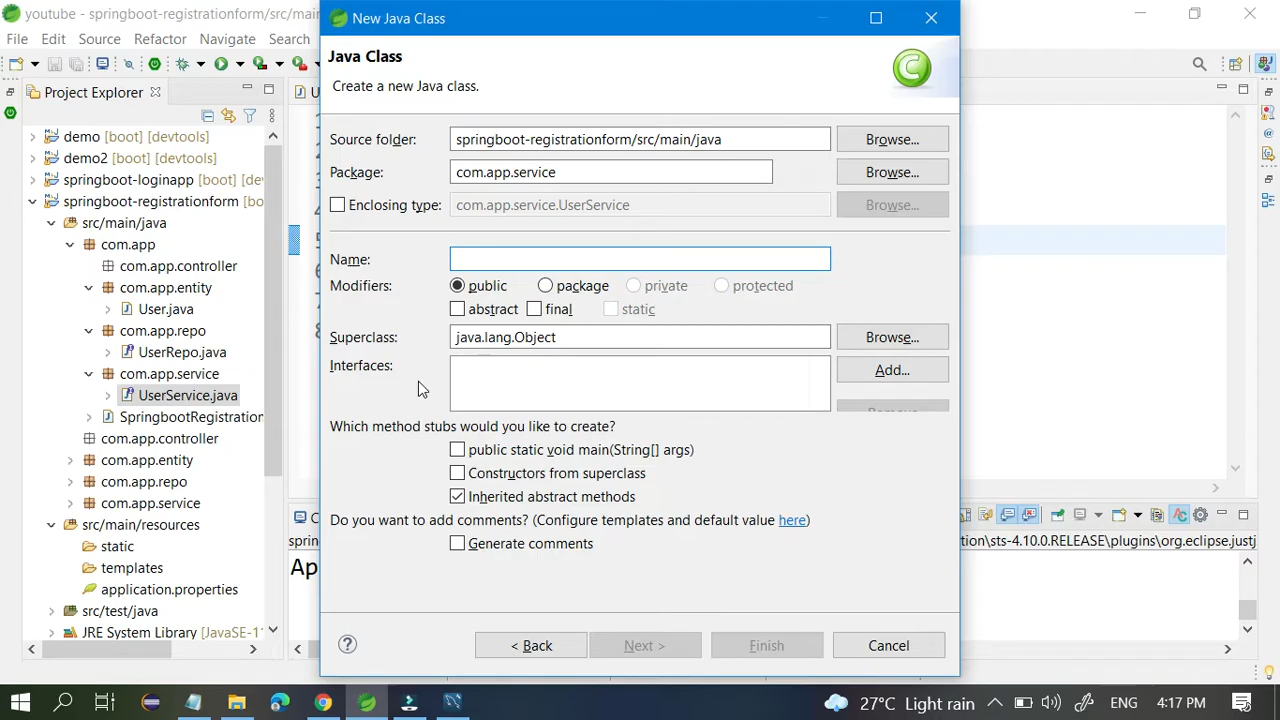 youtube - springboot-registrationform/src/mai
New Java Class
File Edit Source Refactor Navigate Search
Java Class
Create a new Java class.
Project Explorer
Source folder:
springboot-registrationform/src/main/java
Browse...
Package:
com.app.service
Browse...
Enclosing type:
com.app.service.UserService
Browse...
Name:
Modifiers:
public
package
private
protected
abstract
final
static
Superclass:
java.lang.Object
Browse...
Interfaces:
Add...
Which method stubs would you like to create?
public static void main(String[] args)
Constructors from superclass
Inherited abstract methods
Do you want to add comments? (Configure templates and default value here)
Generate comments
< Back
Next >
Finish
Cancel
demo [boot] [devtools]
demo2 [boot] [devtools]
springboot-loginapp [boot] [devtools]
springboot-registrationform [bo
src/main/java
com.app
com.app.controller
com.app.entity
User.java
com.app.repo
UserRepo.java
com.app.service
UserService.java
SpringbootRegistration
com.app.controller
com.app.entity
com.app.repo
com.app.service
src/main/resources
static
templates
application.properties
src/test/java
JRE System Library [JavaSE-11
sprin
ation\sts-4.10.0.RELEASE\plugins\org.eclipse.justj
Ap
27°C Light rain
ENG
4:17 PM